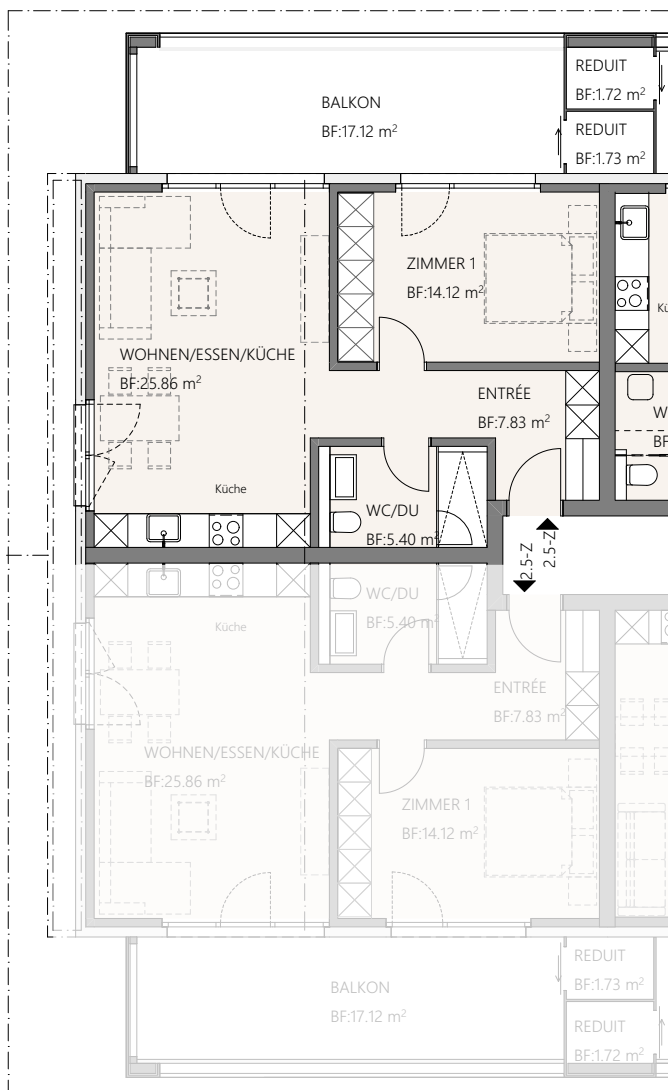 REDUIT
BF:1.72 m²
BALKON
BF:17.12 m²
REDUIT
BF:1.73 m²
ZIMMER 1
BF:14.12 m²
WOHNEN/ESSEN/KÜCHE
BF:25.86 m²
ENTRÉE
BF:7.83 m²
Kü
W
BF
Küche
WC/DU
BF:5.40 m²
2.5-Z
2.5-Z
WC/DU
BF:5.40 m²
Küche
ENTRÉE
BF:7.83 m²
WOHNEN/ESSEN/KÜCHE
BF:25.86 m²
ZIMMER 1
BF:14.12 m²
REDUIT
BF:1.73 m²
BALKON
BF:17.12 m²
REDUIT
BF:1.72 m²